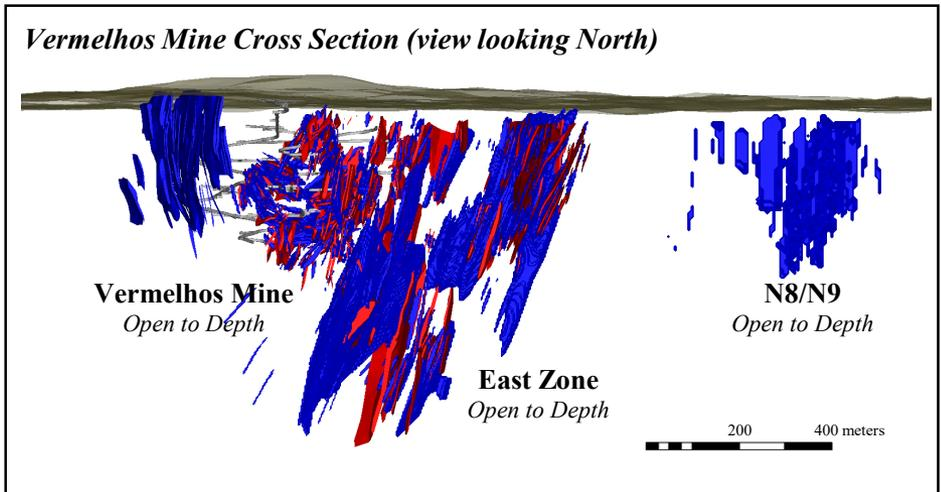 Vermelhos Mine Cross Section (view looking North)
Vermelhos Mine
Open to Depth
N8/N9
Open to Depth
East Zone
Open to Depth
200 400 meters